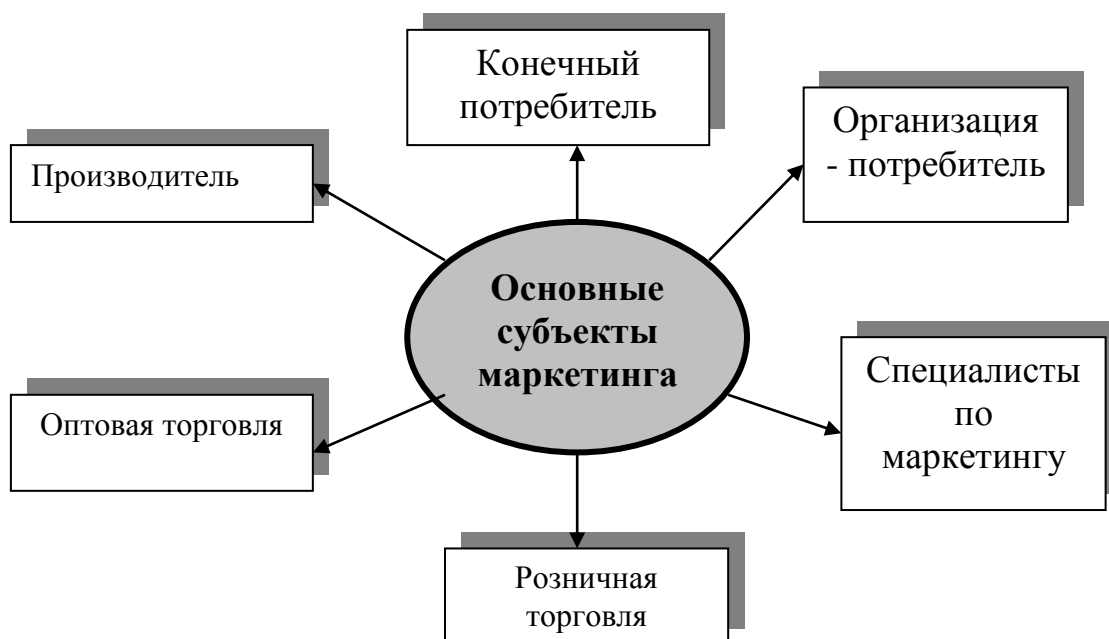 Конечный
потребитель
Организация
- потребитель
Производитель
Основные
субъекты
маркетинга
Специалисты
по
маркетингу
Оптовая торговля
Розничная
торговля